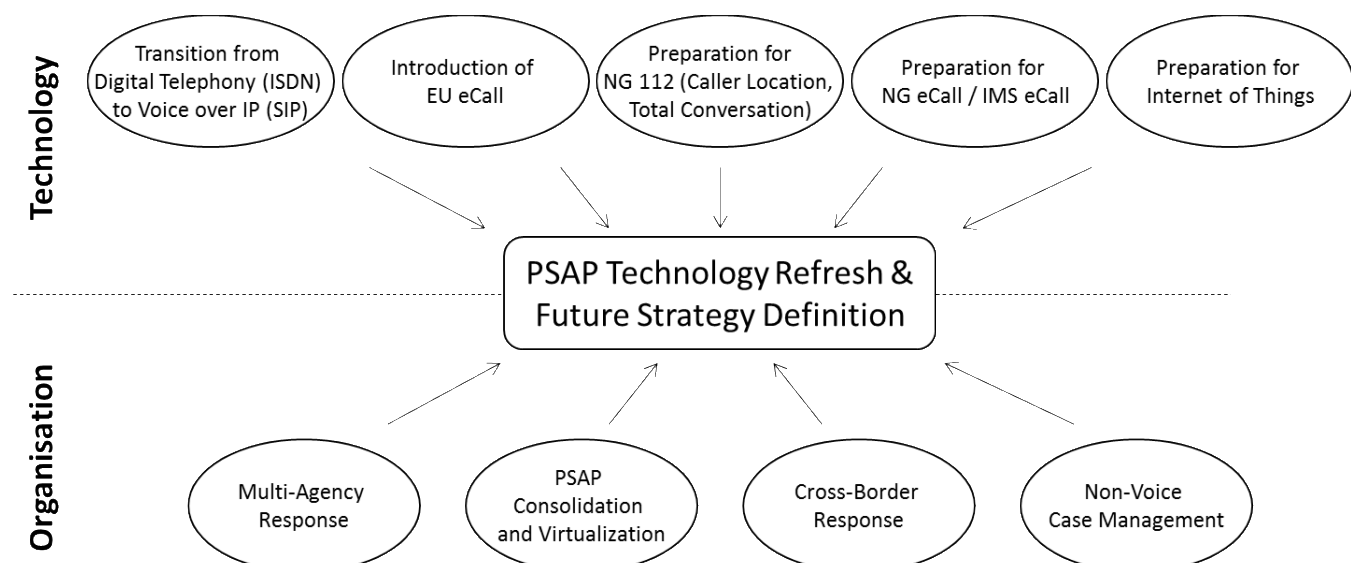 Technology
Transition from
Digital Telephony (ISDN)
to Voice over IP (SIP)
Introduction of
EU eCall
Preparation for
NG 112 (Caller Location,
Total Conversation)
Preparation for
NG eCall / IMS eCall
Preparation for
Internet of Things
PSAP Technology Refresh &
Future Strategy Definition
Organisation
Multi-Agency
Response
PSAP
Consolidation
and Virtualization
Cross-Border
Response
Non-Voice
Case Management